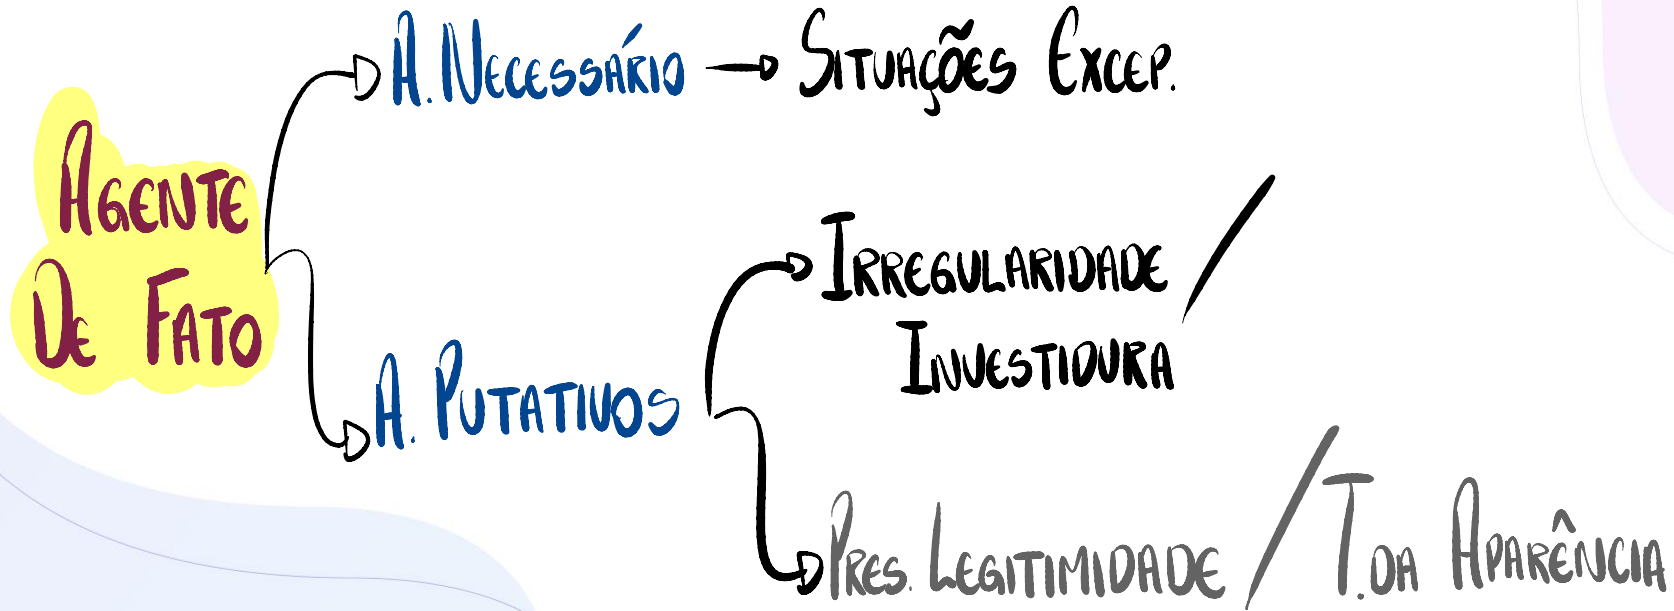 A. NECESSÁRIO → SITUAÇÕES EXCEP.
AGENTE
DE FATO
A. PUTATIVOS
IRREGULARIDADE /
INVESTIDURA
PRES. LEGITIMIDADE / T. DA APARÊNCIA